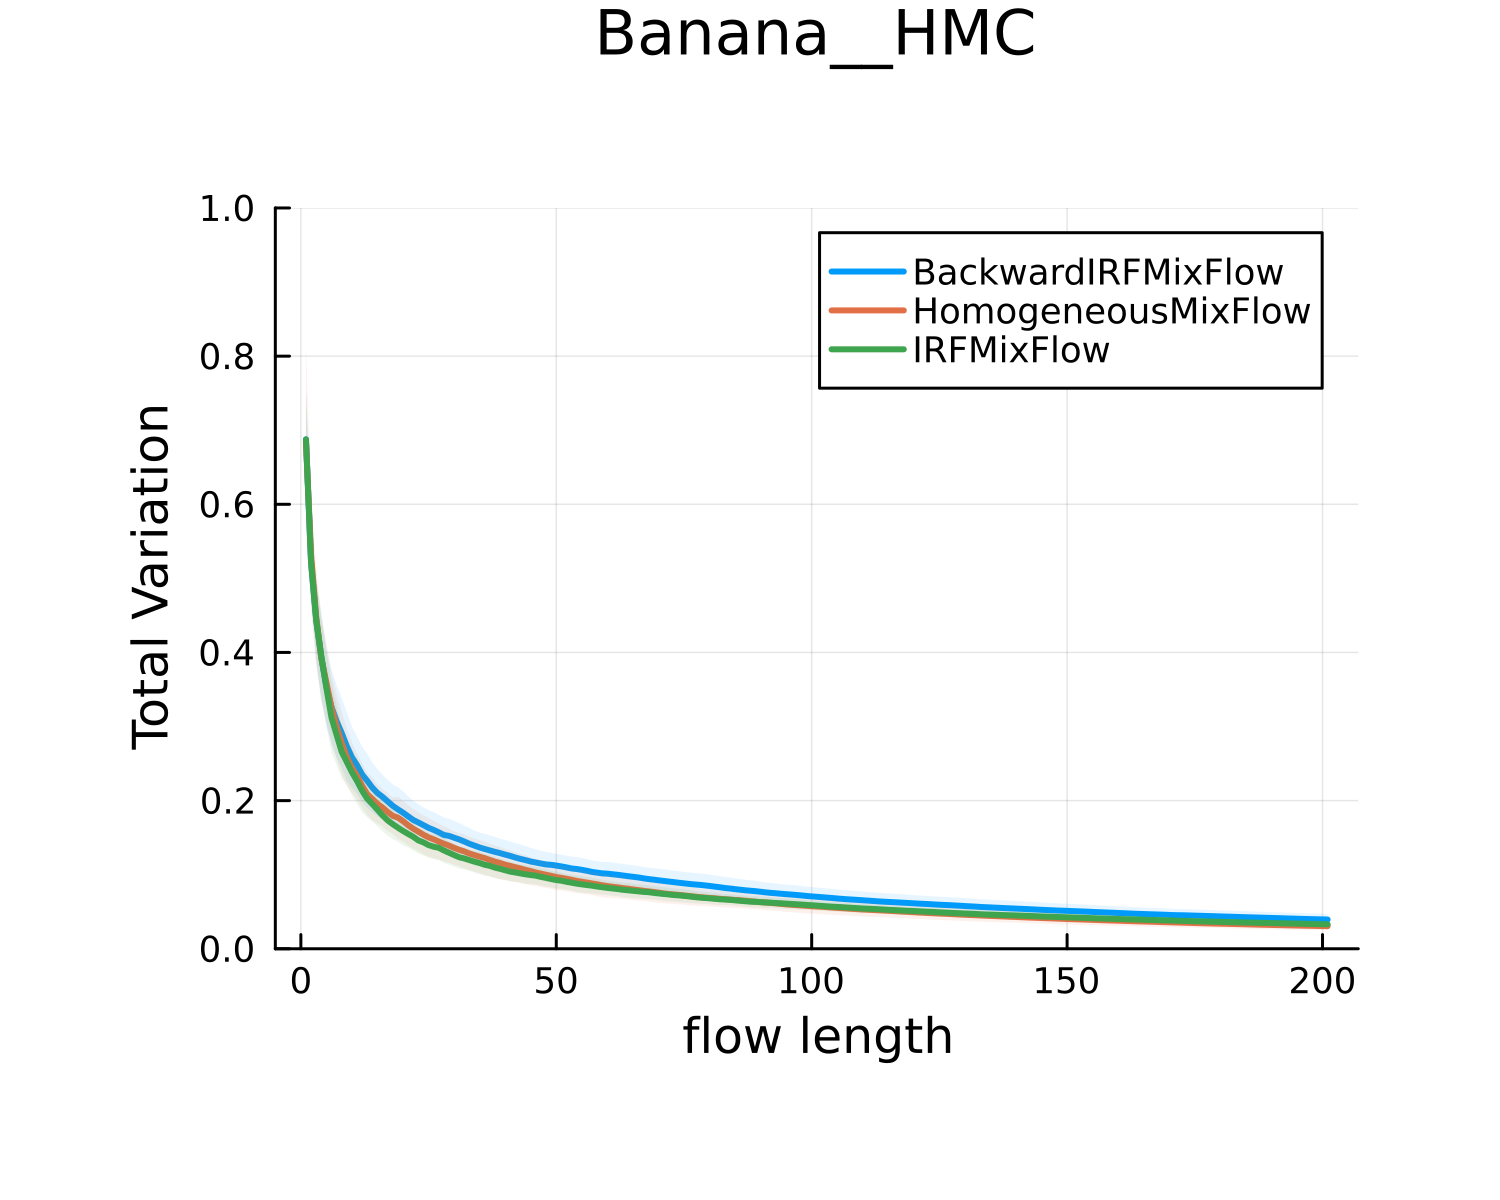 Banana__HMC
1.0
0.8
0.6
0.4
0.2
0.0
Total Variation
BackwardIRFMixFlow
HomogeneousMixFlow
IRFMixFlow
0 50 100 150 200
flow length